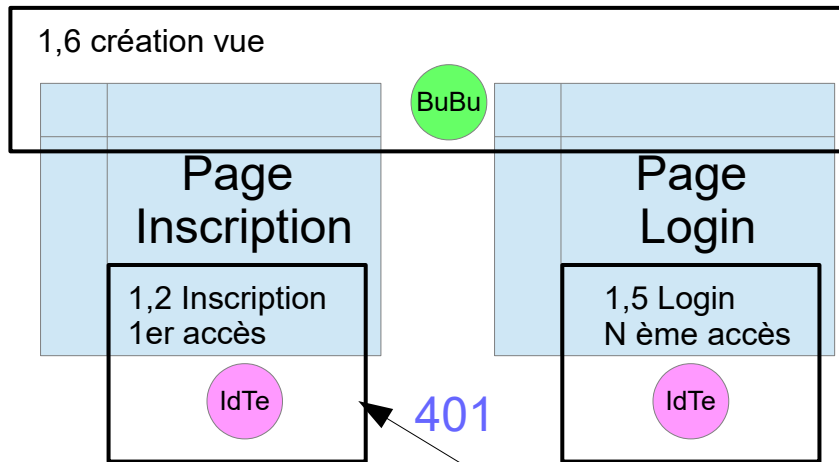 1,6 création vue
BuBu
Page
Inscription
Page
Login
1,2 Inscription
1er accès
1,5 Login
N ème accès
IdTe
401
IdTe